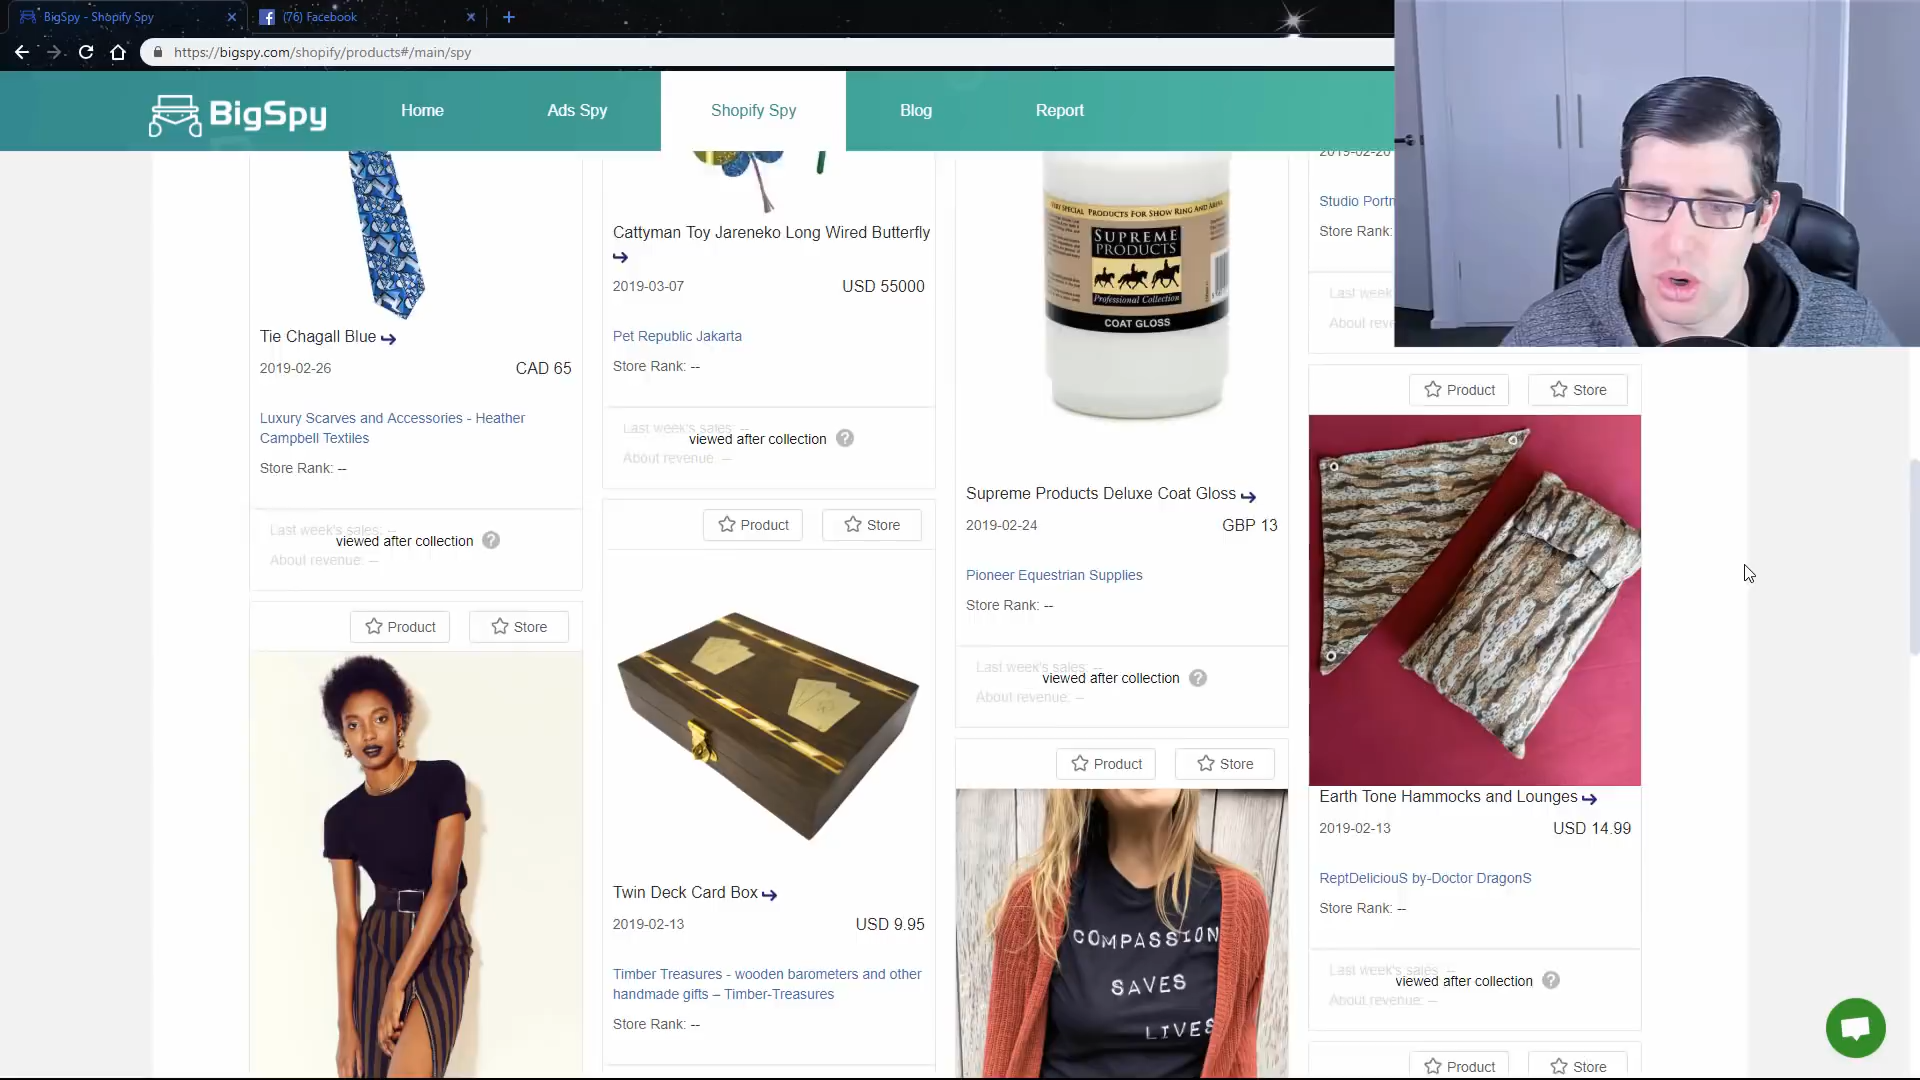 BigSpy - Shopify Spy
(76) Facebook
https://bigspy.com/shopify/products#/main/spy
BigSpy
Home
Ads Spy
Shopify Spy
Blog
Report
Tie Chagall Blue
2019-02-26
CAD 65
Luxury Scarves and Accessories - Heather
Campbell Textiles
Store Rank: --
Last week's sales: --
viewed after collection
About revenue: --
Product
Store
Cattyman Toy Jareneko Long Wired Butterfly
2019-03-07
USD 55000
Pet Republic Jakarta
Store Rank: --
Last week's sales: --
viewed after collection
About revenue: --
Product
Store
Twin Deck Card Box
2019-02-13
USD 9.95
Timber Treasures - wooden barometers and other
handmade gifts – Timber-Treasures
Store Rank: --
VERY SPECIAL PRODUCTS FOR SHOW RING AND ARENA
SUPREME
PRODUCTS
Professional Collection
COAT GLOSS
Supreme Products Deluxe Coat Gloss
2019-02-24
GBP 13
Pioneer Equestrian Supplies
Store Rank: --
Last week's sales: --
viewed after collection
About revenue: --
Product
Store
COMPASSION
SAVES
LIVES
Studio
Store Rank:
Last week
About
Product
Store
Earth Tone Hammocks and Lounges
2019-02-13
USD 14.99
ReptDeliciouS by-Doctor DragonS
Store Rank: --
Last week's sales: --
viewed after collection
About revenue: --
Product
Store